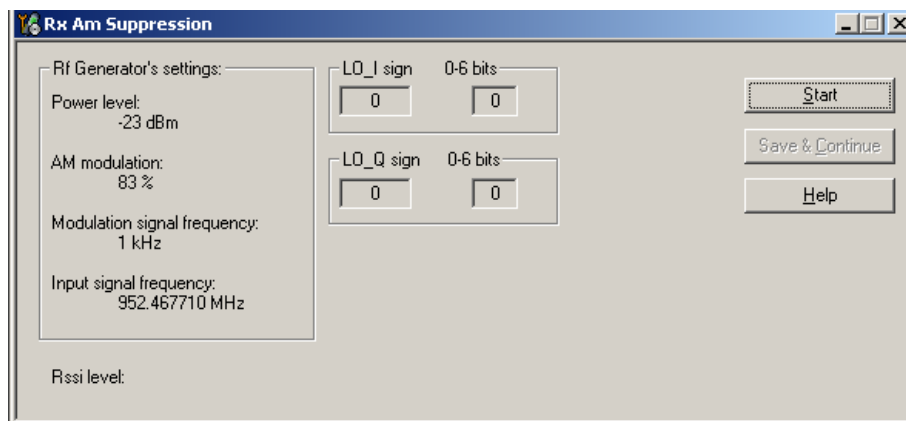 Rx Am Suppression
Rf Generator's settings:
Power level:
-23 dBm
AM modulation:
83 %
Modulation signal frequency:
1 kHz
Input signal frequency:
952.467710 MHz
Rssi level:
LO_I sign 0-6 bits
0 0
LO_Q sign 0-6 bits
0 0
Start
Save & Continue
Help